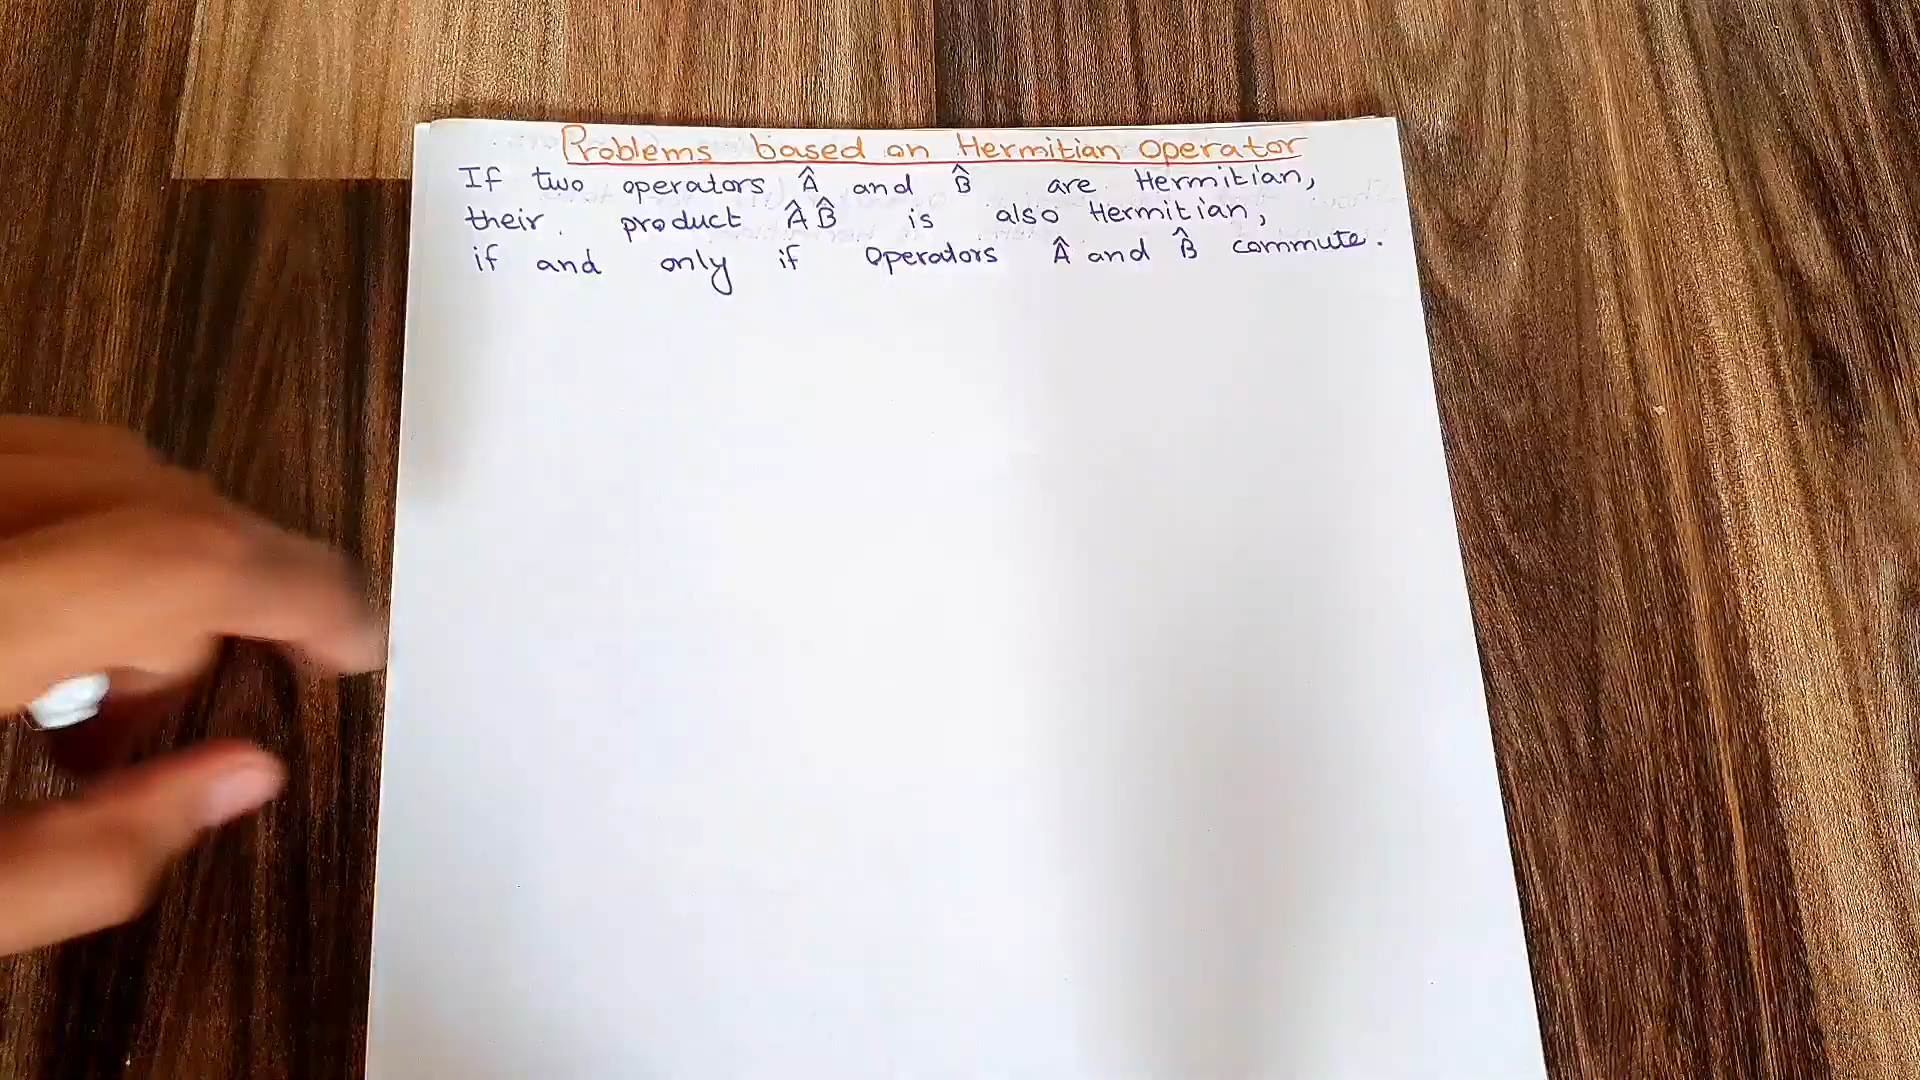 Problems based on Hermitian Operator
If two operators Â and B̂ are Hermitian,
their product ÂB̂ is also Hermitian,
if and only if Operators Â and B̂ commute.